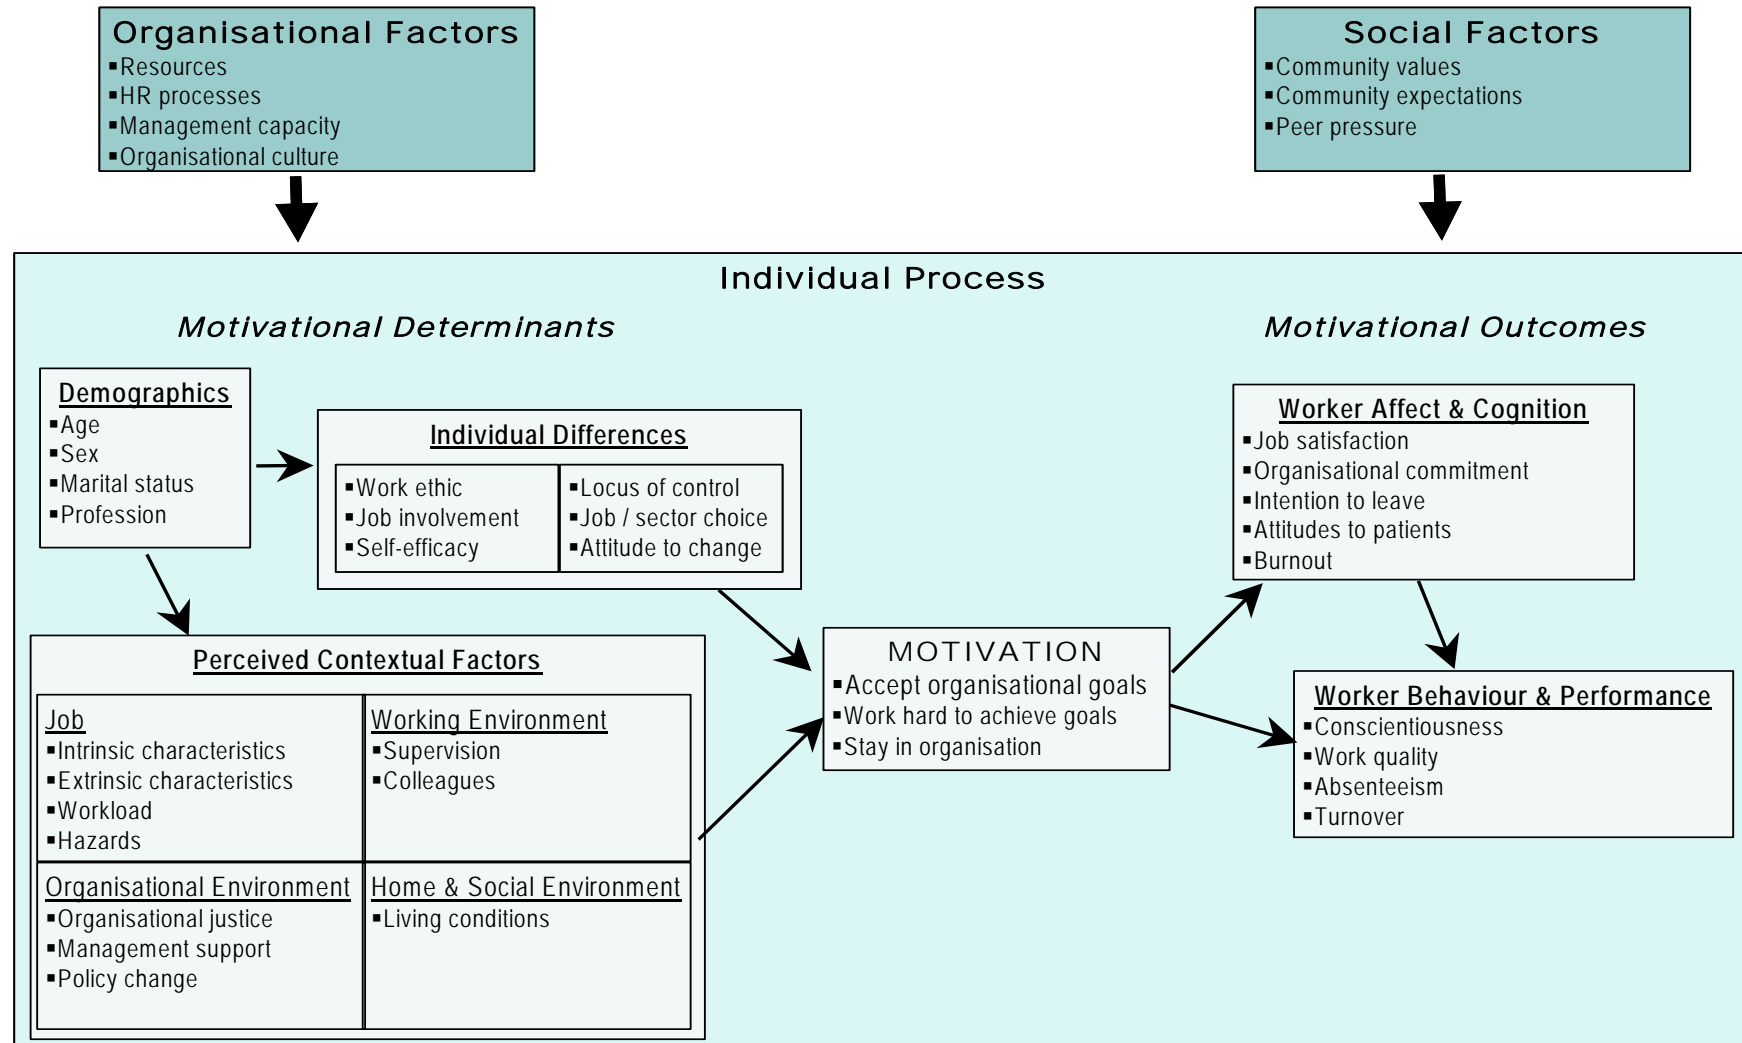 Organisational Factors
▪Resources
▪HR processes
▪Management capacity
▪Organisational culture
Social Factors
▪Community values
▪Community expectations
▪Peer pressure
Individual Process
Motivational Determinants
Motivational Outcomes
Demographics
▪Age
▪Sex
▪Marital status
▪Profession
Individual Differences
▪Work ethic
▪Job involvement
▪Self-efficacy
▪Locus of control
▪Job / sector choice
▪Attitude to change
Perceived Contextual Factors
Job
▪Intrinsic characteristics
▪Extrinsic characteristics
▪Workload
▪Hazards
Working Environment
▪Supervision
▪Colleagues
Organisational Environment
▪Organisational justice
▪Management support
▪Policy change
Home & Social Environment
▪Living conditions
MOTIVATION
▪Accept organisational goals
▪Work hard to achieve goals
▪Stay in organisation
Worker Affect & Cognition
▪Job satisfaction
▪Organisational commitment
▪Intention to leave
▪Attitudes to patients
▪Burnout
Worker Behaviour & Performance
▪Conscientiousness
▪Work quality
▪Absenteeism
▪Turnover